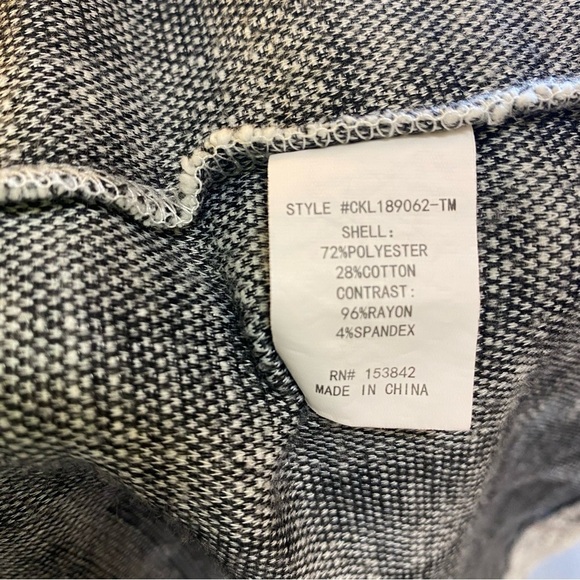 STYLE #CKL189062-TM
SHELL:
72%POLYESTER
28%COTTON
CONTRAST:
96%RAYON
4%SPANDEX
RN# 153842
MADE IN CHINA